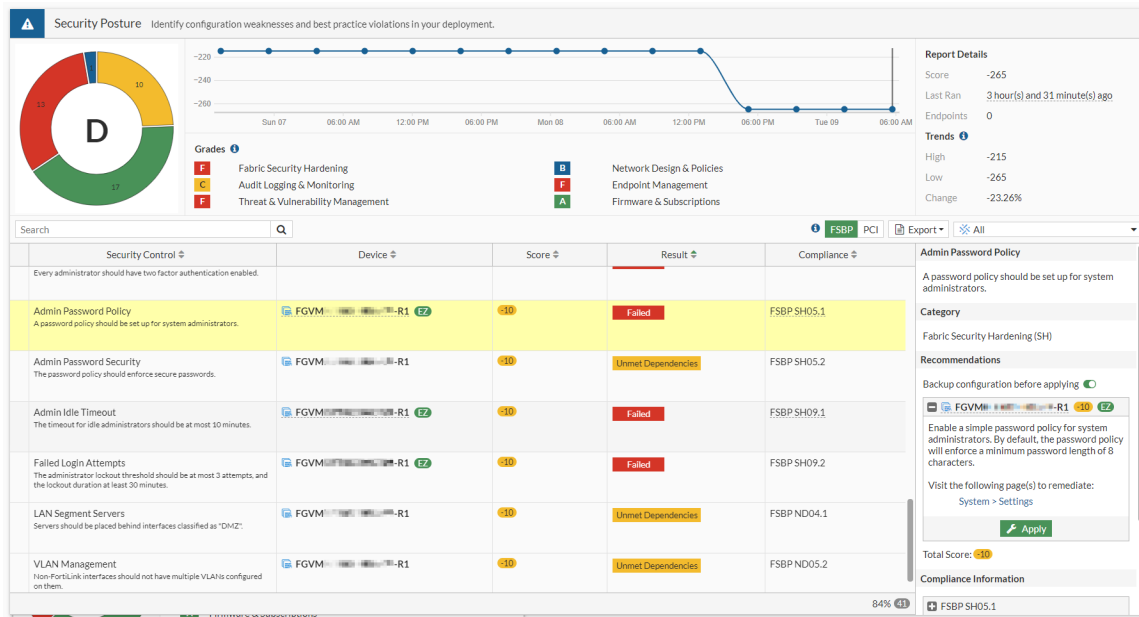 Security Posture Identify configuration weaknesses and best practice violations in your deployment.
D
10
13
17
-220
-240
-260
Sun 07 06:00 AM 12:00 PM 06:00 PM Mon 08 06:00 AM 12:00 PM 06:00 PM Tue 09 06:00 AM
Grades
F Fabric Security Hardening
C Audit Logging & Monitoring
F Threat & Vulnerability Management
B Network Design & Policies
F Endpoint Management
A Firmware & Subscriptions
Report Details
Score -265
Last Ran 3 hour(s) and 31 minute(s) ago
Endpoints 0
Trends
High -215
Low -265
Change -23.26%
Search
FSBP PCI Export All
Security Control Device Score Result Compliance
Every administrator should have two factor authentication enabled.
Admin Password Policy FGVM -R1 EZ -10 Failed FSBP SH05.1
A password policy should be set up for system administrators.
Admin Password Security FGVM -R1 -10 Unmet Dependencies FSBP SH05.2
The password policy should enforce secure passwords.
Admin Idle Timeout FGVM -R1 EZ -10 Failed FSBP SH09.1
The timeout for idle administrators should be at most 10 minutes.
Failed Login Attempts FGVM -R1 EZ -10 Failed FSBP SH09.2
The administrator lockout threshold should be at most 3 attempts, and
the lockout duration at least 30 minutes.
LAN Segment Servers FGVM -R1 -10 Unmet Dependencies FSBP ND04.1
Servers should be placed behind interfaces classified as "DMZ".
VLAN Management FGVM -R1 -10 Unmet Dependencies FSBP ND05.2
Non-FortiLink interfaces should not have multiple VLANs configured
on them.
84% 41
Admin Password Policy
A password policy should be set up for system
administrators.
Category
Fabric Security Hardening (SH)
Recommendations
Backup configuration before applying
FGVM -R1 -10 EZ
Enable a simple password policy for system
administrators. By default, the password policy
will enforce a minimum password length of 8
characters.
Visit the following page(s) to remediate:
System > Settings
Apply
Total Score: -10
Compliance Information
FSBP SH05.1